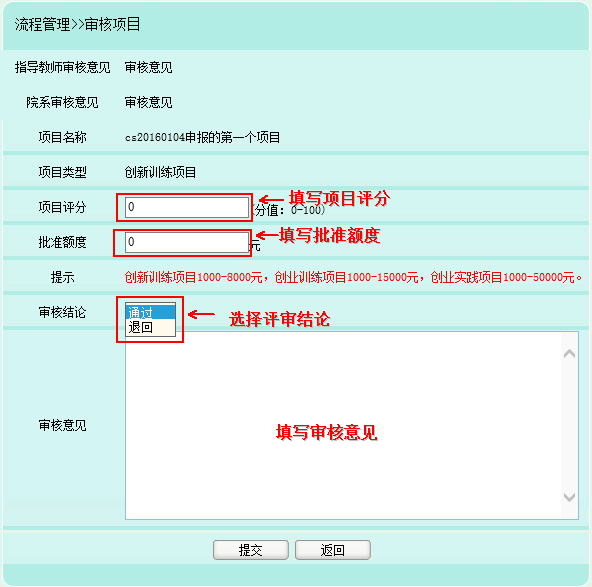 流程管理>>审核项目
指导教师审核意见 审核意见
院系审核意见 审核意见
项目名称 cs20160104申报的第一个项目
项目类型 创新训练项目
项目评分 0 (分值：0-100) 填写项目评分
批准额度 0 元 填写批准额度
提示 创新训练项目1000-8000元，创业训练项目1000-15000元，创业实践项目1000-50000元。
审核结论 通过
退回
选择评审结论
审核意见 填写审核意见
提交 返回